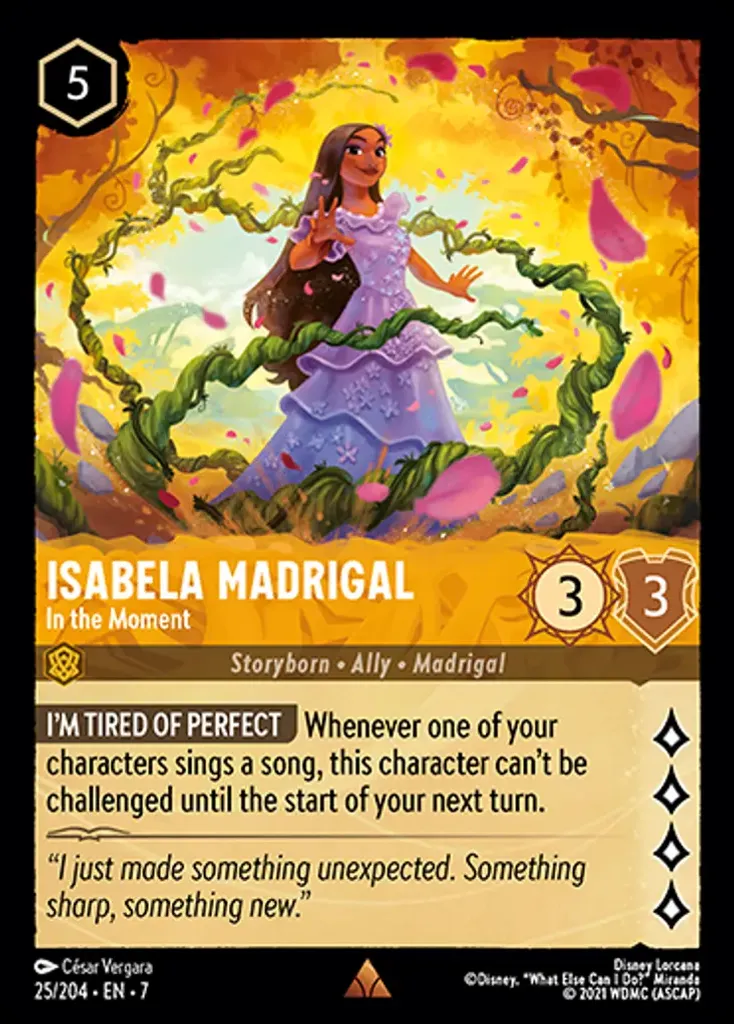 5
ISABELA MADRIGAL
In the Moment
3
3
Storyborn • Ally • Madrigal
I'M TIRED OF PERFECT Whenever one of your
characters sings a song, this character can't be
challenged until the start of your next turn.
“I just made something unexpected. Something
sharp, something new.”
César Vergara
25/204 • EN • 7
Disney Lorcana
©Disney, “What Else Can I Do?” Miranda
© 2021 WDMC (ASCAP)